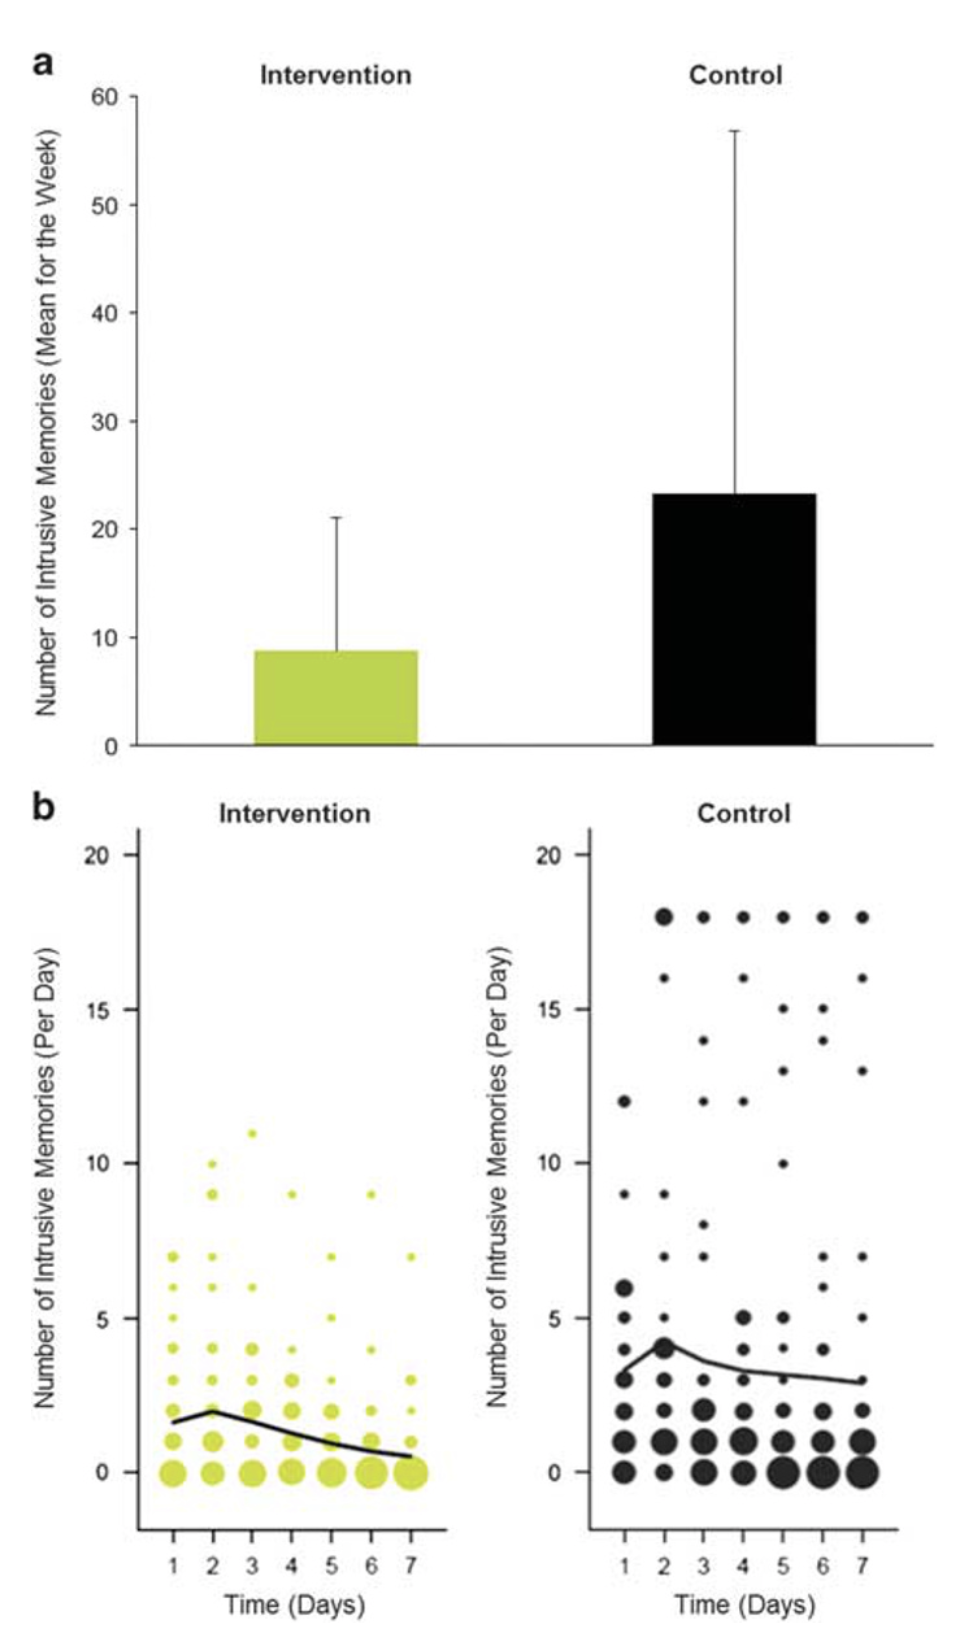 a
Intervention
Control
Number of Intrusive Memories (Mean for the Week)
60
50
40
30
20
10
0
b
Intervention
Control
Number of Intrusive Memories (Per Day)
20
15
10
5
0
1 2 3 4 5 6 7
Time (Days)
Number of Intrusive Memories (Per Day)
20
15
10
5
0
1 2 3 4 5 6 7
Time (Days)